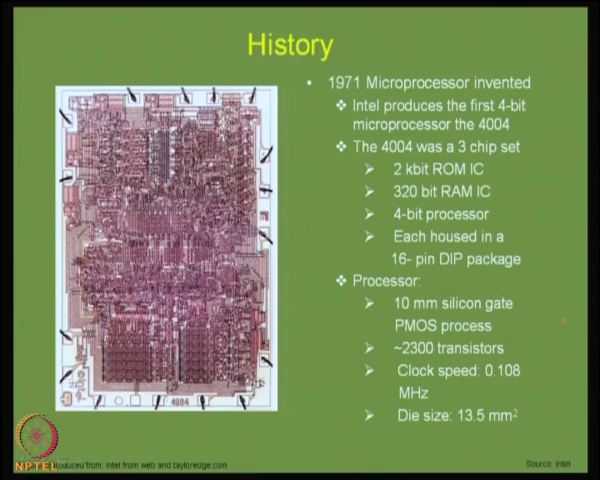 History
• 1971 Microprocessor invented
❖ Intel produces the first 4-bit
microprocessor the 4004
❖ The 4004 was a 3 chip set
➢ 2 kbit ROM IC
➢ 320 bit RAM IC
➢ 4-bit processor
➢ Each housed in a
16- pin DIP package
❖ Processor:
➢ 10 mm silicon gate
PMOS process
➢ ~2300 transistors
➢ Clock speed: 0.108
MHz
➢ Die size: 13.5 mm²
4004
NPTEL
oduced from: Intel from web and tayloredge.com
Source: Intel